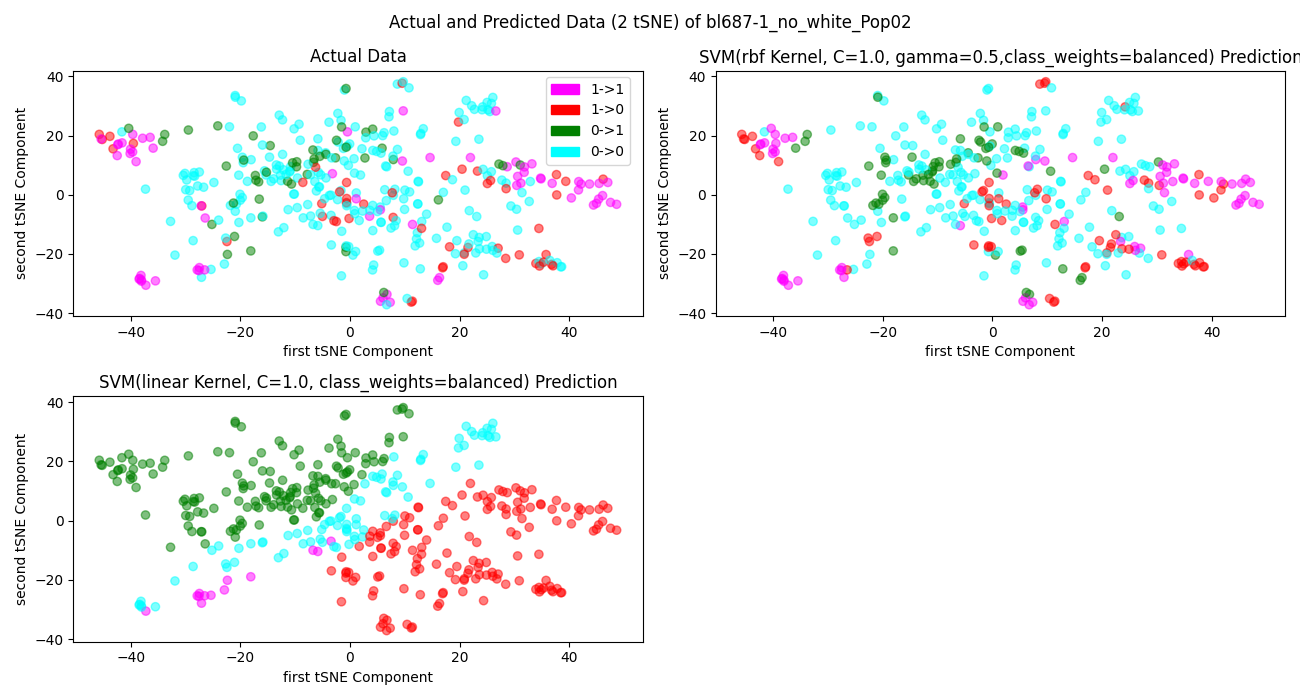 Actual and Predicted Data (2 tSNE) of bl687-1_no_white_Pop02
Actual Data
second tSNE Component
40
20
0
−20
−40
1->1
1->0
0->1
0->0
−40 −20 0 20 40
first tSNE Component
SVM(rbf Kernel, C=1.0, gamma=0.5,class_weights=balanced) Prediction
second tSNE Component
40
20
0
−20
−40
−40 −20 0 20 40
first tSNE Component
SVM(linear Kernel, C=1.0, class_weights=balanced) Prediction
second tSNE Component
40
20
0
−20
−40
−40 −20 0 20 40
first tSNE Component